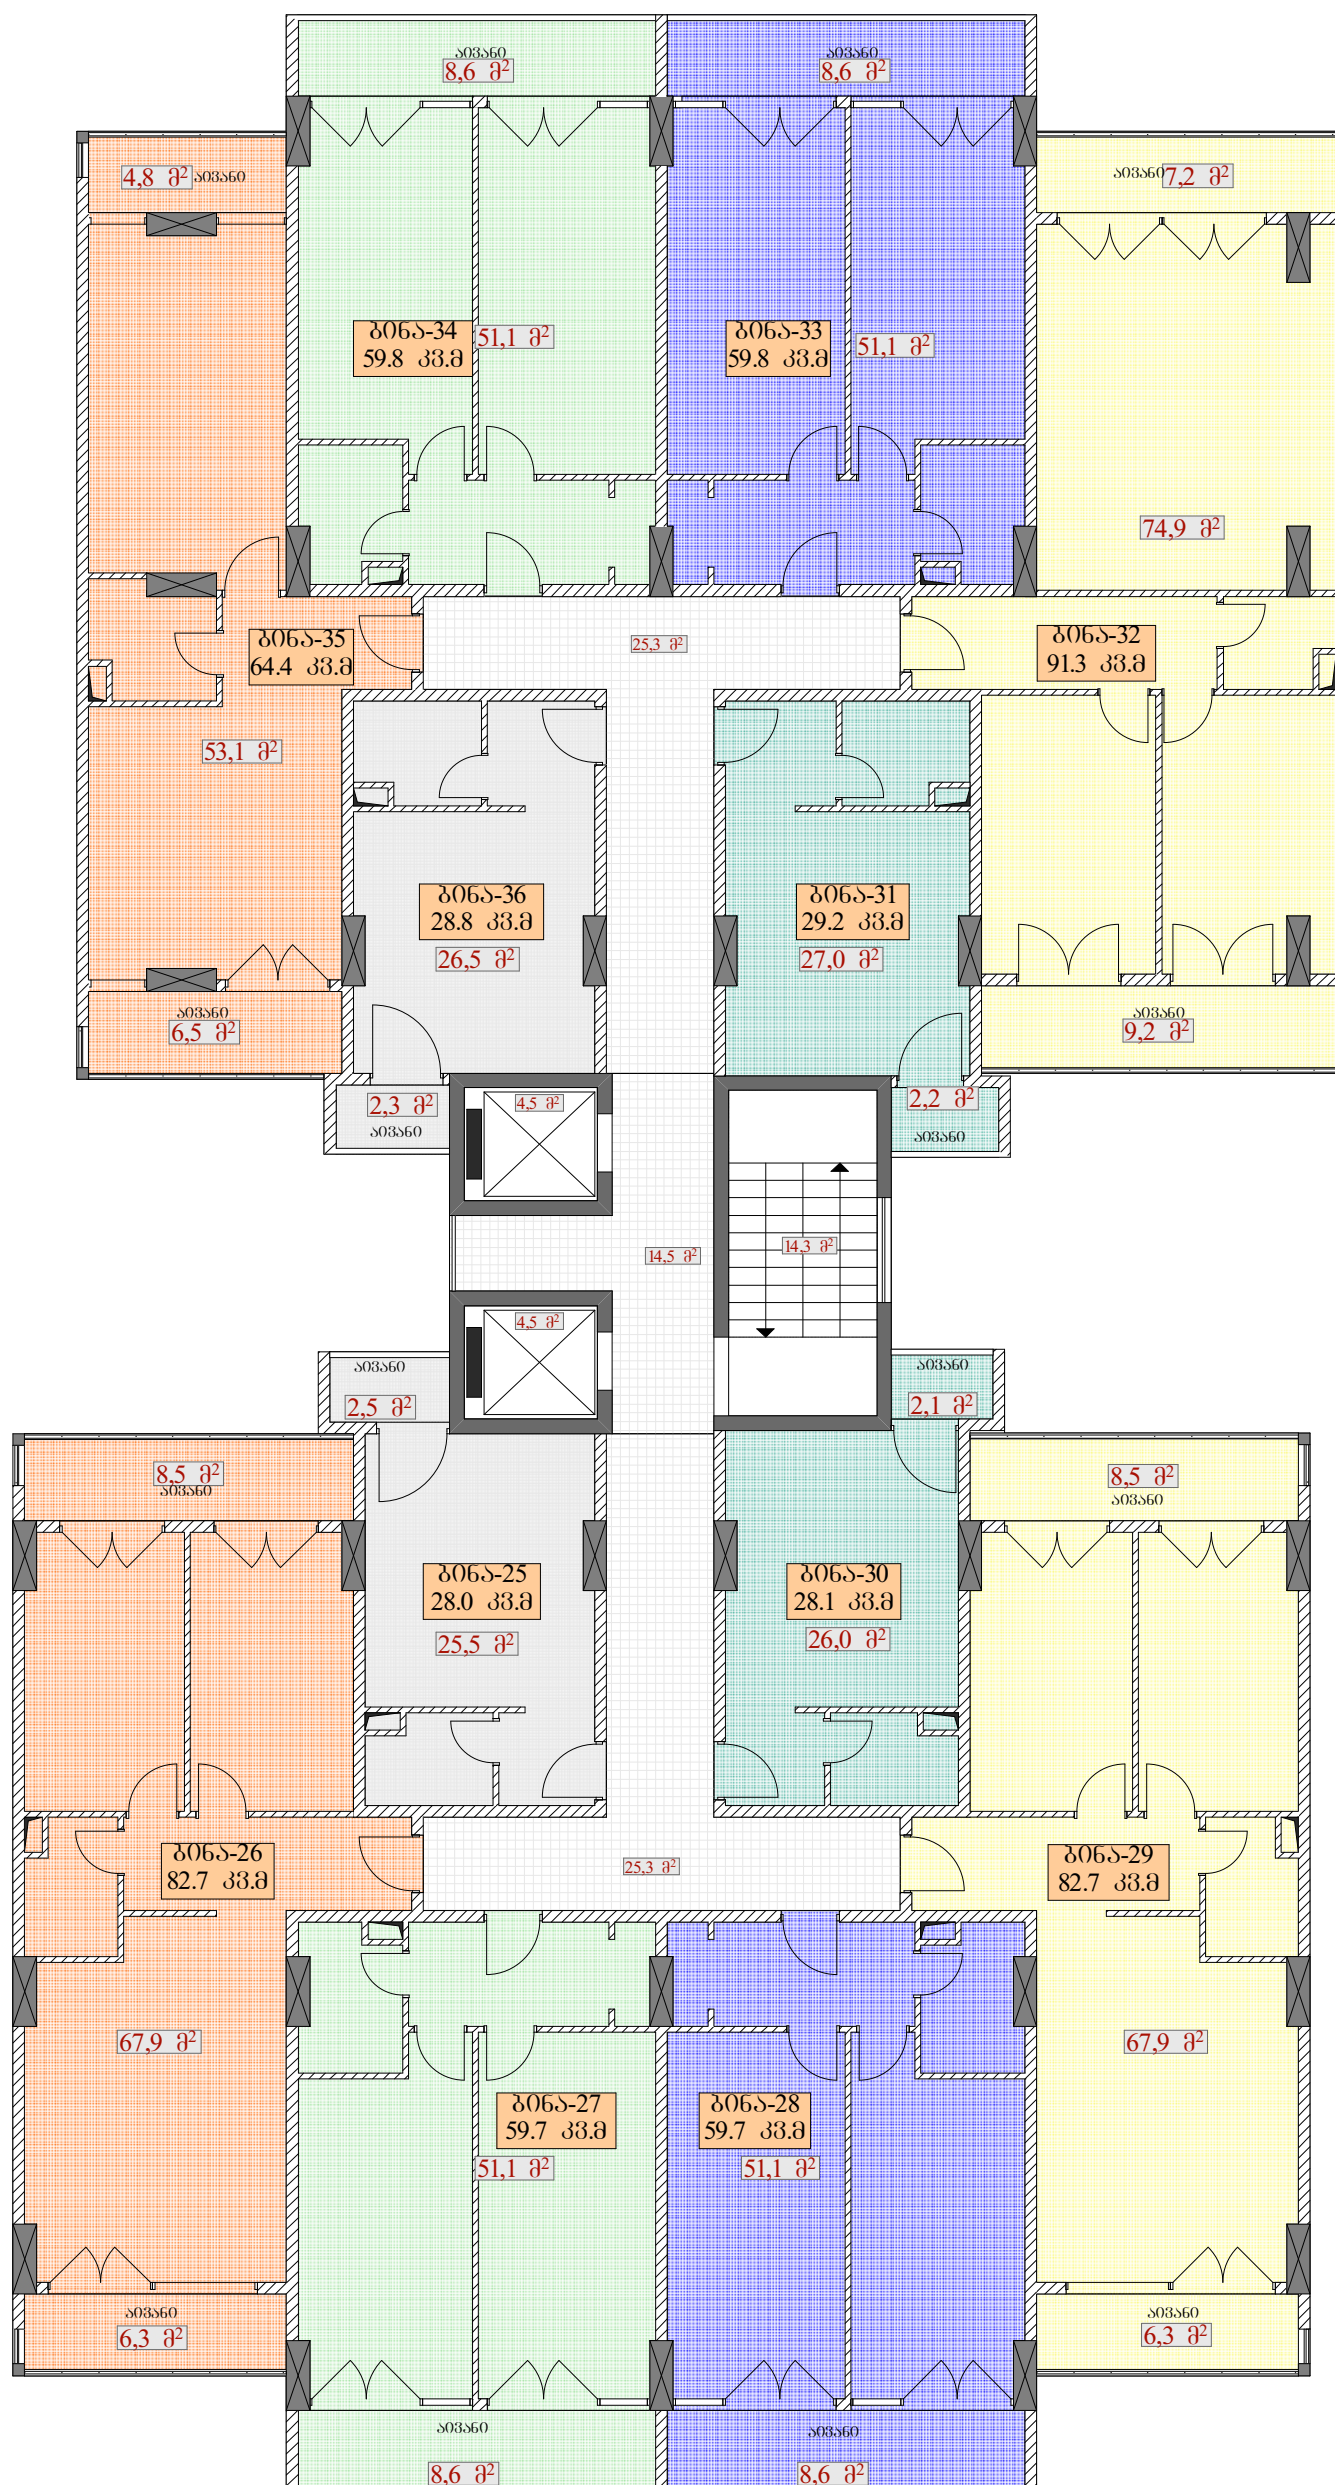 აივანი
8,6 მ²
აივანი
8,6 მ²
4,8 მ² აივანი
აივანი 7,2 მ²
ბინა-34
59.8 კვ.მ
51,1 მ²
ბინა-33
59.8 კვ.მ
51,1 მ²
74,9 მ²
ბინა-35
64.4 კვ.მ
25,3 მ²
ბინა-32
91.3 კვ.მ
53,1 მ²
ბინა-36
28.8 კვ.მ
26,5 მ²
ბინა-31
29.2 კვ.მ
27,0 მ²
აივანი
6,5 მ²
აივანი
9,2 მ²
2,3 მ²
აივანი
4,5 მ²
2,2 მ²
აივანი
14,5 მ²
14,3 მ²
4,5 მ²
აივანი
2,5 მ²
აივანი
2,1 მ²
8,5 მ²
აივანი
8,5 მ²
აივანი
ბინა-25
28.0 კვ.მ
25,5 მ²
ბინა-30
28.1 კვ.მ
26,0 მ²
ბინა-26
82.7 კვ.მ
25,3 მ²
ბინა-29
82.7 კვ.მ
67,9 მ²
67,9 მ²
ბინა-27
59.7 კვ.მ
51,1 მ²
ბინა-28
59.7 კვ.მ
51,1 მ²
აივანი
6,3 მ²
აივანი
6,3 მ²
აივანი
8,6 მ²
აივანი
8,6 მ²